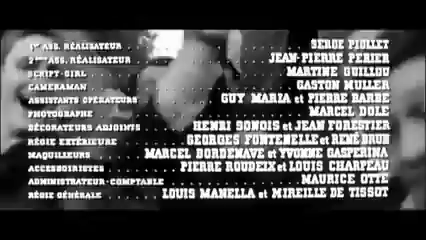 1er ASS. RÉALISATEUR . . . . . . . . SERGE PIOLLET
2ème ASS. RÉALISATEUR . . . . . . JEAN-PIERRE PERIER
SCRIPT-GIRL . . . . . . . . . . . . MARTINE GUILLOU
CAMERAMAN . . . . . . . . . . . . . GASTON MULLER
ASSISTANTS OPÉRATEURS . . . GUY MARIA et PIERRE BARBE
PHOTOGRAPHE . . . . . . . . . . . . MARCEL DOLE
DÉCORATEURS ADJOINTS . . . HENRI SONOIS et JEAN FORESTIER
RÉGIE EXTÉRIEURE . . . . GEORGES FONTENELLE et RENÉ BRUN
MAQUILLEURS . . . MARCEL BORDENAVE et YVONNE GASPERINA
ACCESSOIRISTES . . . . PIERRE ROUDEIX et LOUIS CHARPEAU
ADMINISTRATEUR-COMPTABLE . . . . . . MAURICE OTTE
RÉGIE GÉNÉRALE . . . LOUIS MANELLA et MIREILLE DE TISSOT